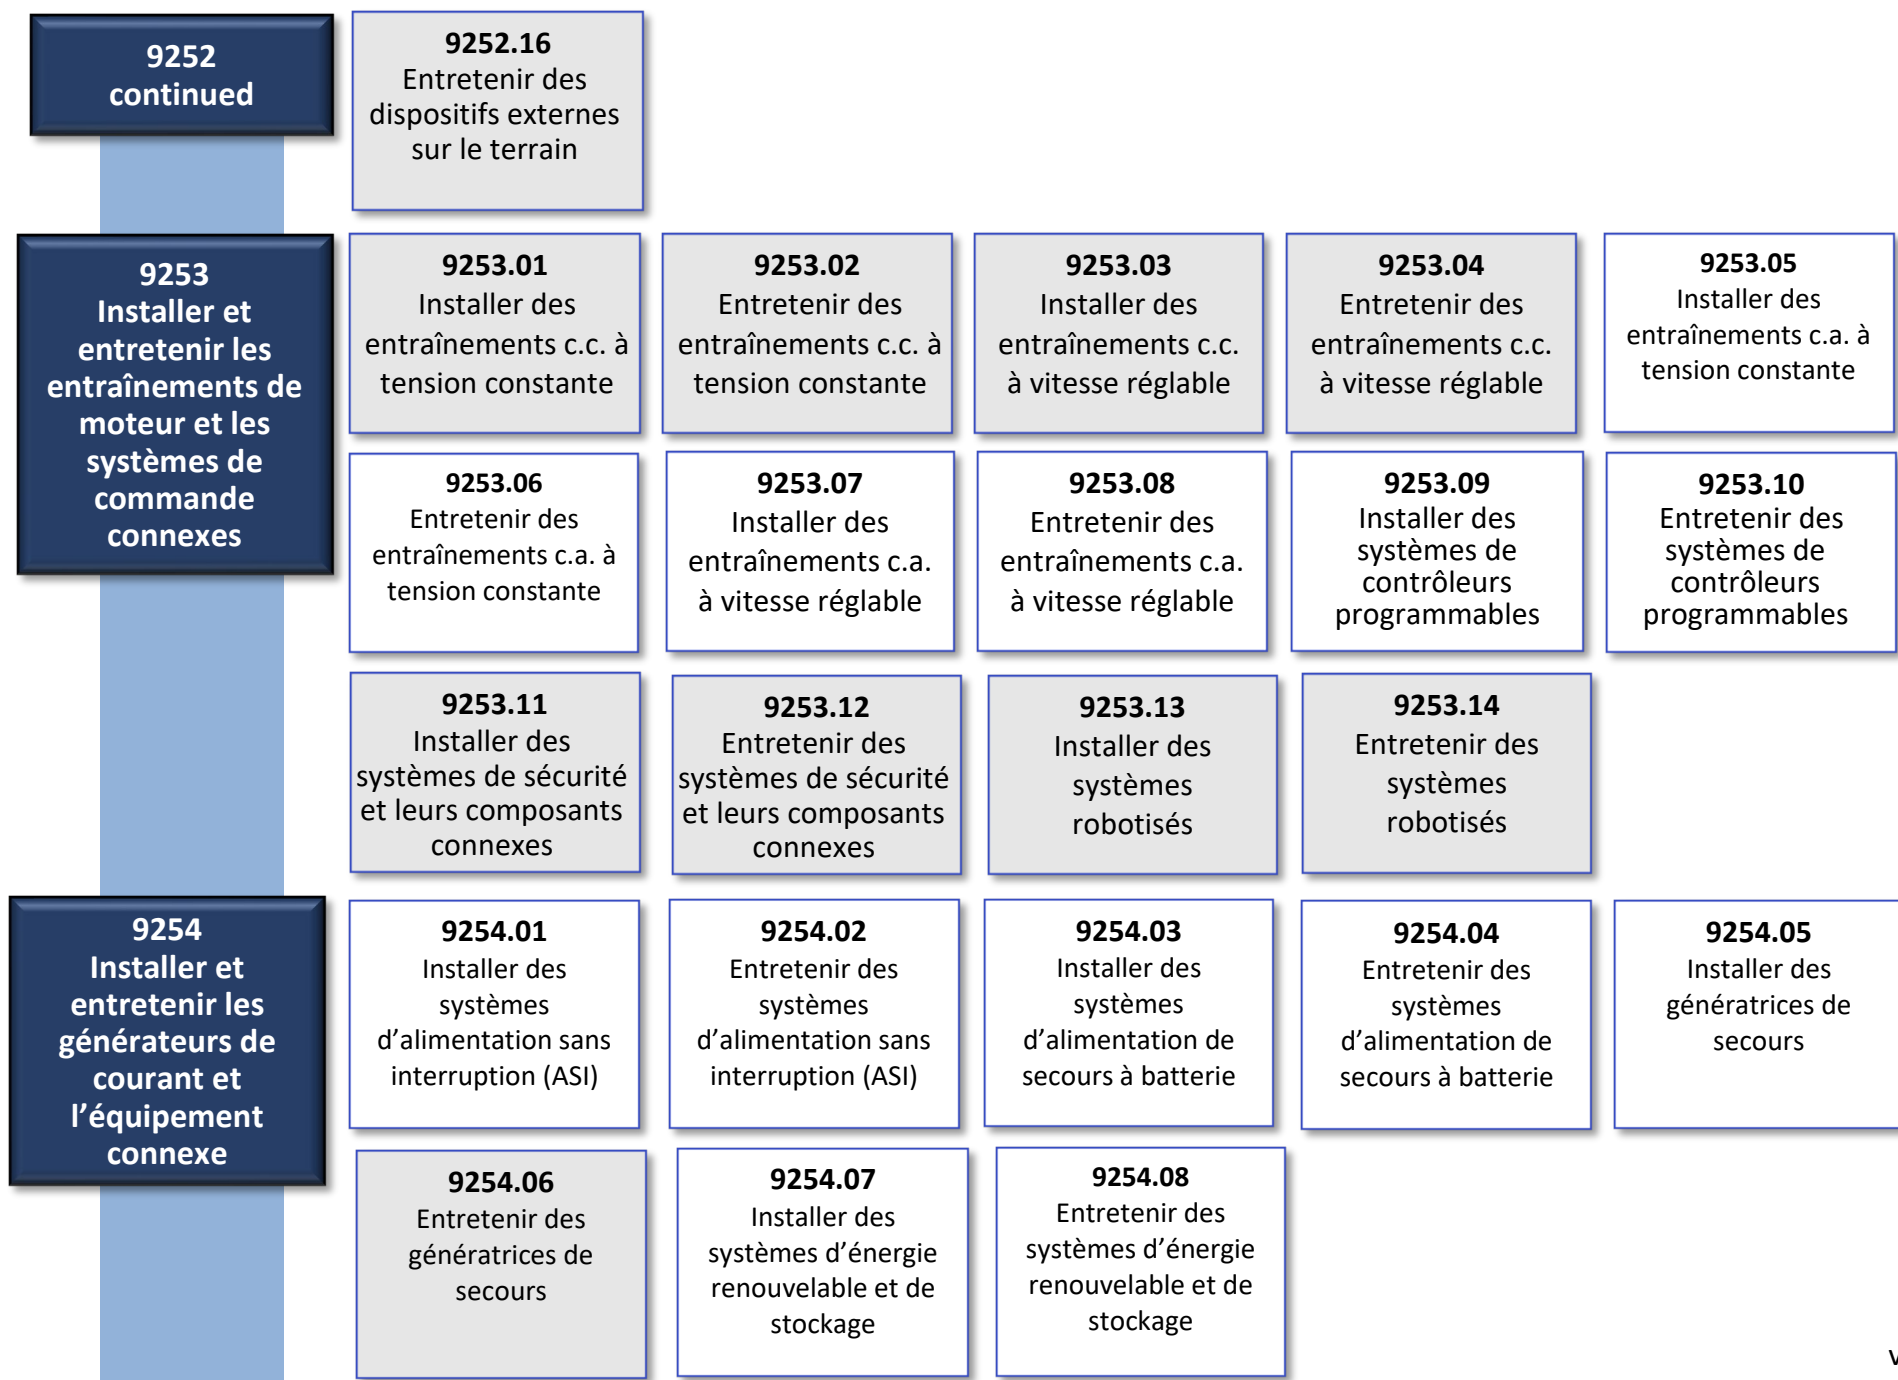 9252
continued
9252.16
Entretenir des
dispositifs externes
sur le terrain
9253
Installer et
entretenir les
entraînements de
moteur et les
systèmes de
commande
connexes
9253.01
Installer des
entraînements c.c. à
tension constante
9253.02
Entretenir des
entraînements c.c. à
tension constante
9253.03
Installer des
entraînements c.c.
à vitesse réglable
9253.04
Entretenir des
entraînements c.c.
à vitesse réglable
9253.05
Installer des
entraînements c.a. à
tension constante
9253.06
Entretenir des
entraînements c.a. à
tension constante
9253.07
Installer des
entraînements c.a.
à vitesse réglable
9253.08
Entretenir des
entraînements c.a.
à vitesse réglable
9253.09
Installer des
systèmes de
contrôleurs
programmables
9253.10
Entretenir des
systèmes de
contrôleurs
programmables
9253.11
Installer des
systèmes de sécurité
et leurs composants
connexes
9253.12
Entretenir des
systèmes de sécurité
et leurs composants
connexes
9253.13
Installer des
systèmes
robotisés
9253.14
Entretenir des
systèmes
robotisés
9254
Installer et
entretenir les
générateurs de
courant et
l’équipement
connexe
9254.01
Installer des
systèmes
d’alimentation sans
interruption (ASI)
9254.02
Entretenir des
systèmes
d’alimentation sans
interruption (ASI)
9254.03
Installer des
systèmes
d’alimentation de
secours à batterie
9254.04
Entretenir des
systèmes
d’alimentation de
secours à batterie
9254.05
Installer des
génératrices de
secours
9254.06
Entretenir des
génératrices de
secours
9254.07
Installer des
systèmes d’énergie
renouvelable et de
stockage
9254.08
Entretenir des
systèmes d’énergie
renouvelable et de
stockage
v